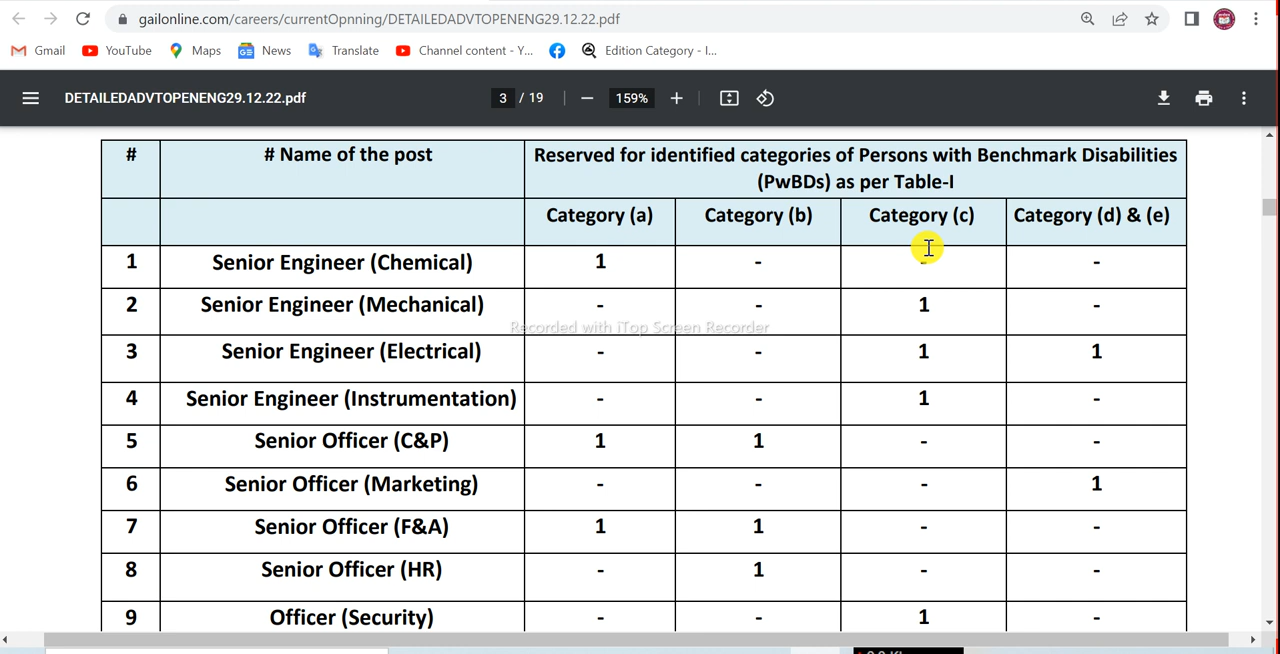 gailonline.com/careers/currentOpnning/DETAILEDADVTOPENENG29.12.22.pdf
Gmail YouTube Maps News Translate Channel content - Y... Edition Category - I...
DETAILEDADVTOPENENG29.12.22.pdf 3 / 19 159%
# # Name of the post Reserved for identified categories of Persons with Benchmark Disabilities
(PwBDs) as per Table-I
Category (a) Category (b) Category (c) Category (d) & (e)
1 Senior Engineer (Chemical) 1 - - -
2 Senior Engineer (Mechanical) - - 1 -
Recorded with iTop Screen Recorder
3 Senior Engineer (Electrical) - - 1 1
4 Senior Engineer (Instrumentation) - - 1 -
5 Senior Officer (C&P) 1 1 - -
6 Senior Officer (Marketing) - - - 1
7 Senior Officer (F&A) 1 1 - -
8 Senior Officer (HR) - 1 - -
9 Officer (Security) - - 1 -